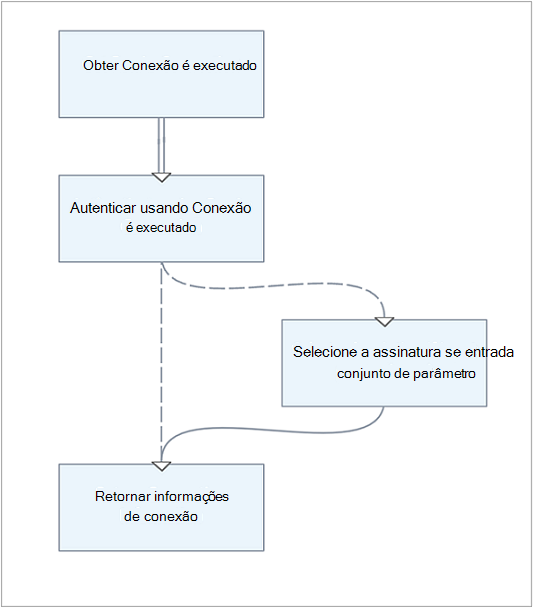 Obter Conexão é executado
Autenticar usando Conexão
é executado
Selecione a assinatura se entrada
conjunto de parâmetro
Retornar informações
de conexão